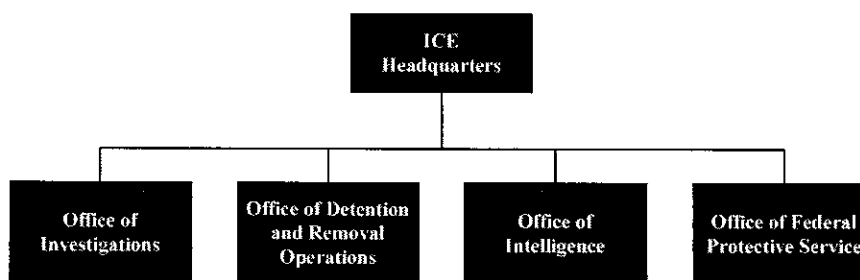 ICE
Headquarters
Office of
Investigations
Office of Detention
and Removal
Operations
Office of
Intelligence
Office of Federal
Protective Service